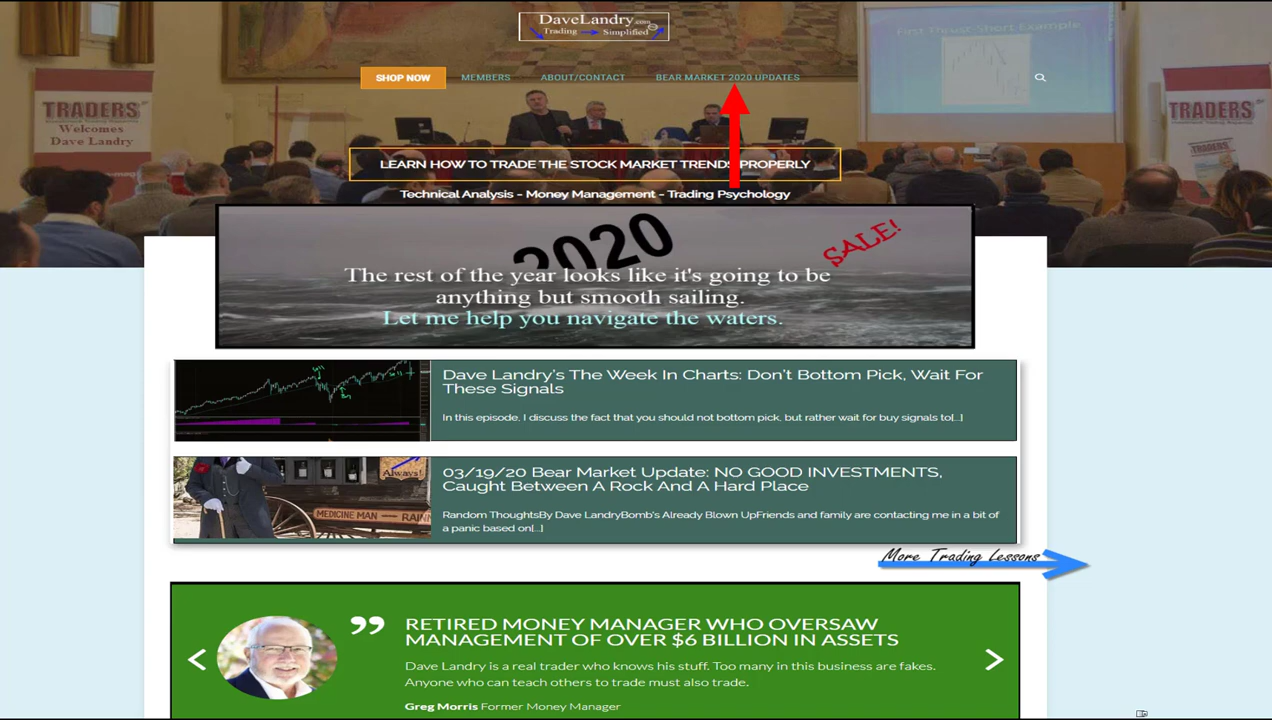 DaveLandry.com
Trading Simplified
SHOP NOW
MEMBERS
ABOUT/CONTACT
BEAR MARKET 2020 UPDATES
First Thrust Short Example
TRADERS
Welcomes
Dave Landry
TRADERS
LEARN HOW TO TRADE THE STOCK MARKET TRENDS PROPERLY
Technical Analysis - Money Management - Trading Psychology
2020
SALE!
The rest of the year looks like it's going to be
anything but smooth sailing.
Let me help you navigate the waters.
Dave Landry's The Week In Charts: Don't Bottom Pick, Wait For
These Signals
In this episode, I discuss the fact that you should not bottom pick, but rather wait for buy signals to[...]
Always!
MEDICINE MAN
03/19/20 Bear Market Update: NO GOOD INVESTMENTS,
Caught Between A Rock And A Hard Place
Random ThoughtsBy Dave LandryBomb's Already Blown UpFriends and family are contacting me in a bit of
a panic based on[...]
More Trading Lessons
RETIRED MONEY MANAGER WHO OVERSAW
MANAGEMENT OF OVER $6 BILLION IN ASSETS
Dave Landry is a real trader who knows his stuff. Too many in this business are fakes.
Anyone who can teach others to trade must also trade.
Greg Morris Former Money Manager